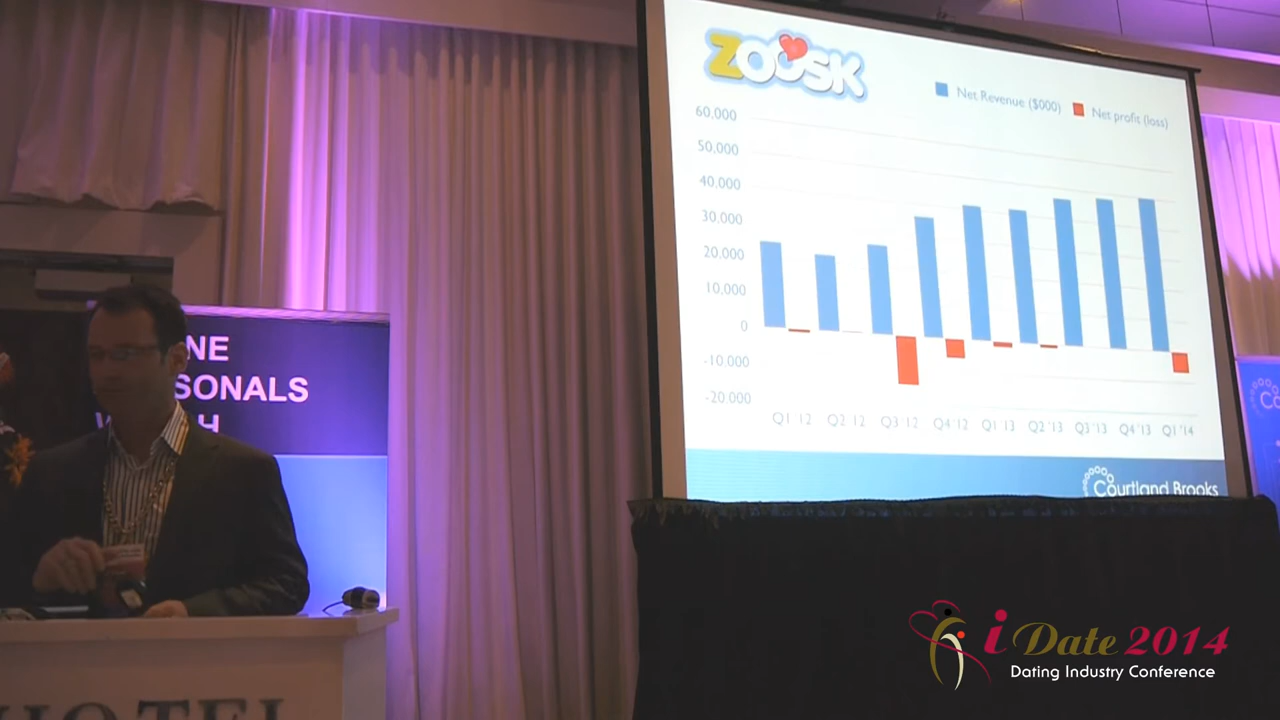 NE
SONALS
ZOOSK
Net Revenue ($000) Net profit (loss)
60,000
50,000
40,000
30,000
20,000
10,000
0
-10,000
-20,000
Q1 '12 Q2 '12 Q3 '12 Q4 '12 Q1 '13 Q2 '13 Q3 '13 Q4 '13 Q1 '14
Courtland Brooks
HOTEL
iDate 2014
Dating Industry Conference